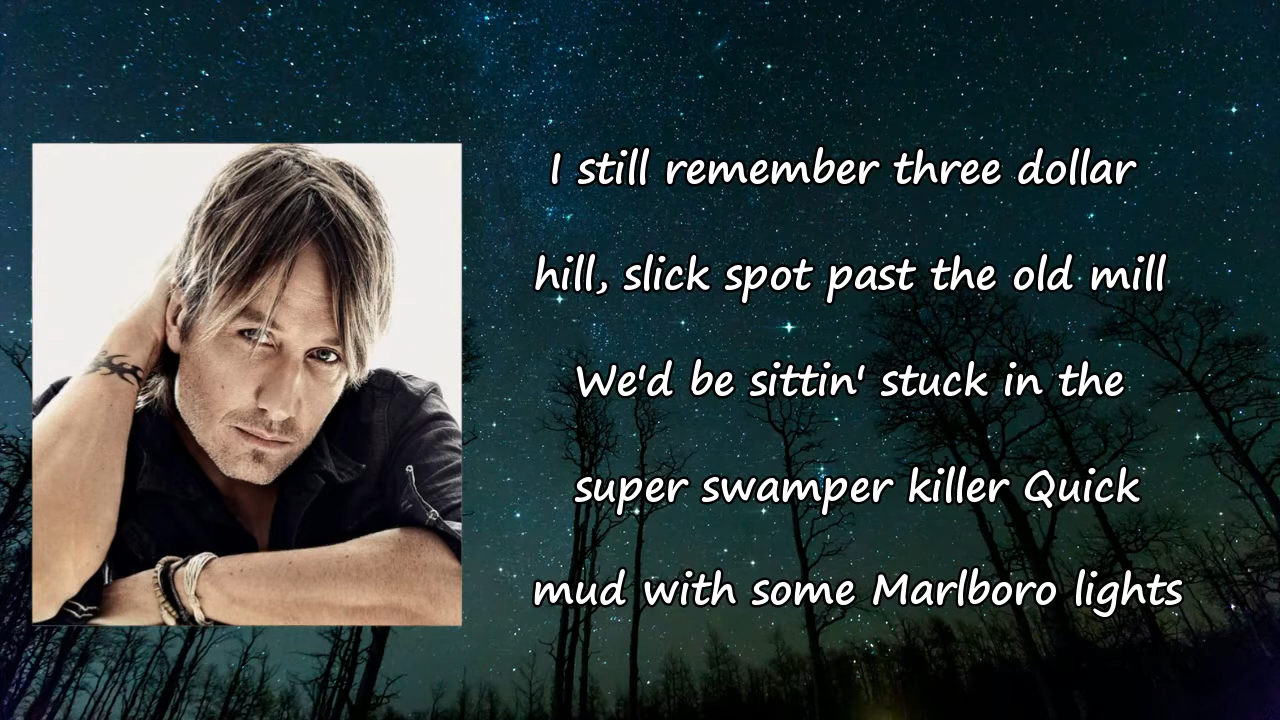 I still remember three dollar
hill, slick spot past the old mill
We'd be sittin' stuck in the
super swamper killer Quick
mud with some Marlboro lights